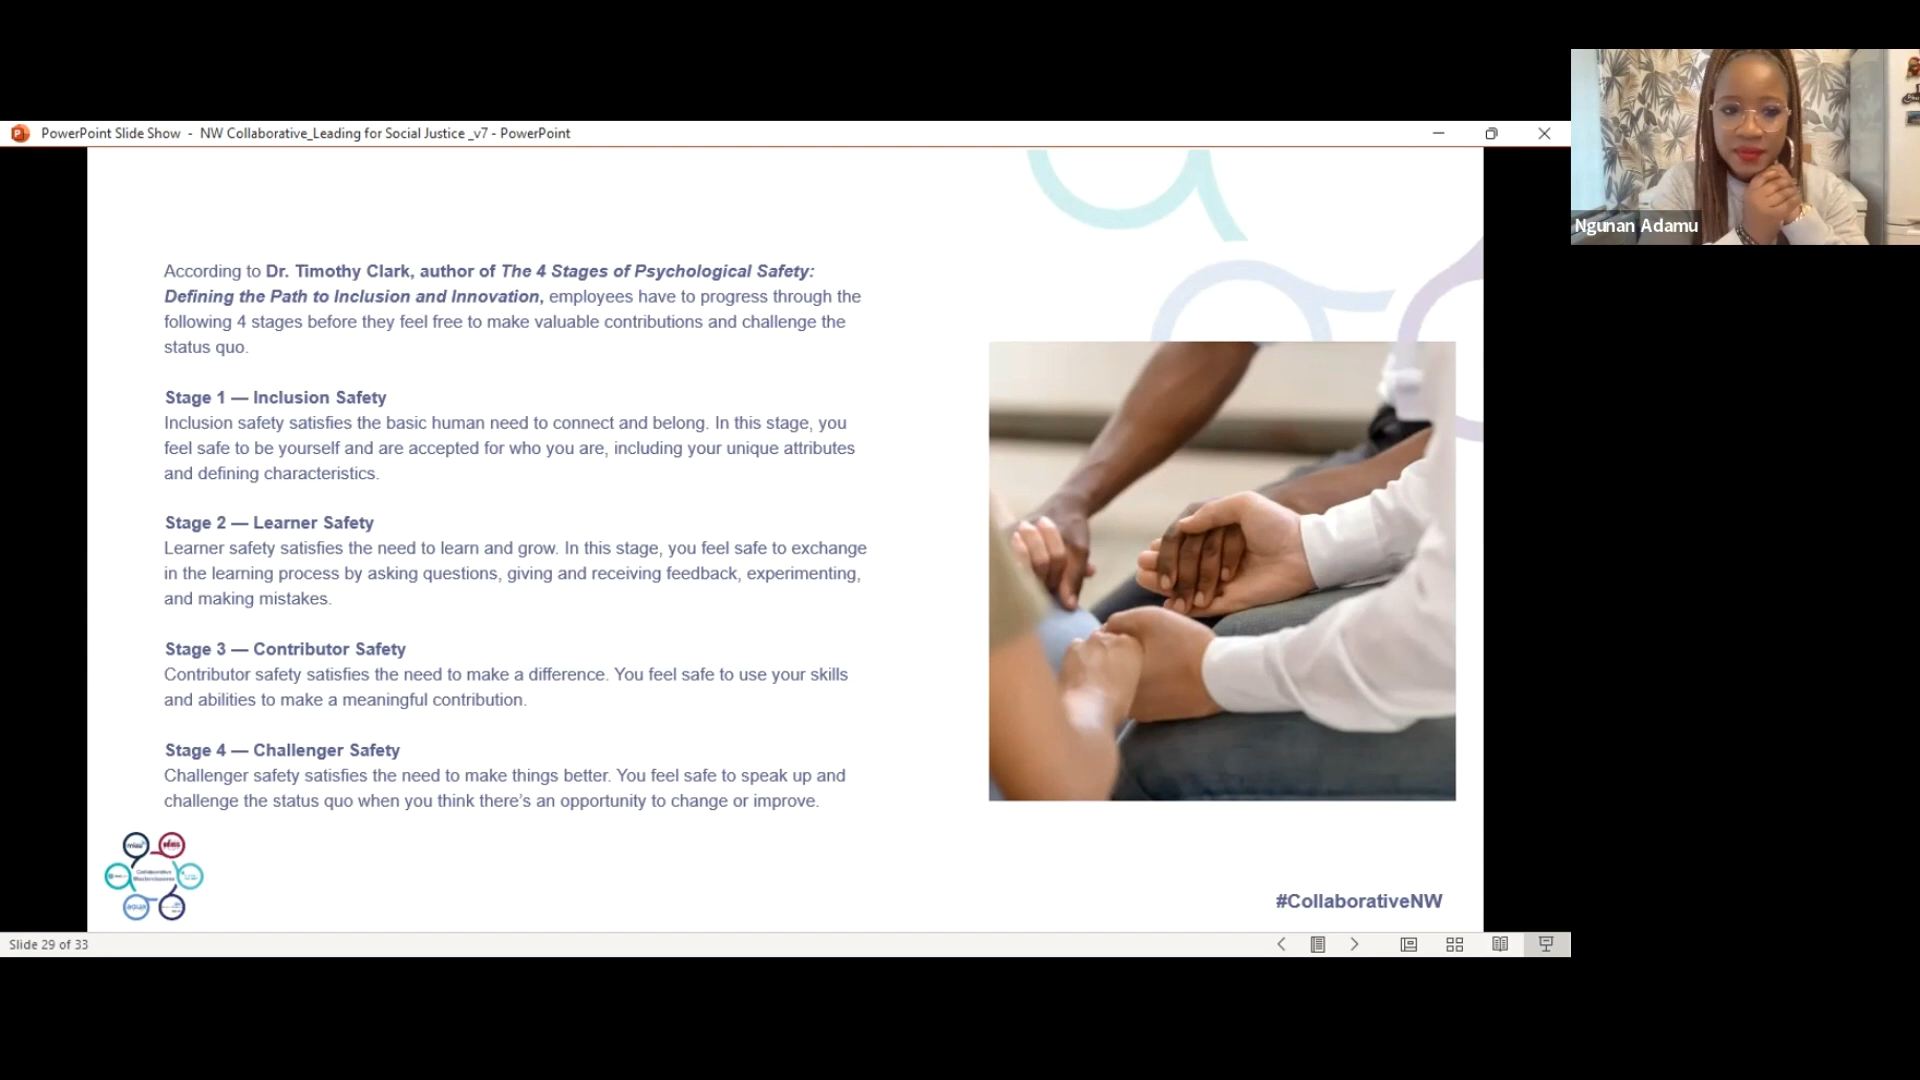 PowerPoint Slide Show - NW Collaborative_Leading for Social Justice _v7 - PowerPoint
Ngunan Adamu
According to Dr. Timothy Clark, author of The 4 Stages of Psychological Safety:
Defining the Path to Inclusion and Innovation, employees have to progress through the
following 4 stages before they feel free to make valuable contributions and challenge the
status quo.
Stage 1 — Inclusion Safety
Inclusion safety satisfies the basic human need to connect and belong. In this stage, you
feel safe to be yourself and are accepted for who you are, including your unique attributes
and defining characteristics.
Stage 2 — Learner Safety
Learner safety satisfies the need to learn and grow. In this stage, you feel safe to exchange
in the learning process by asking questions, giving and receiving feedback, experimenting,
and making mistakes.
Stage 3 — Contributor Safety
Contributor safety satisfies the need to make a difference. You feel safe to use your skills
and abilities to make a meaningful contribution.
Stage 4 — Challenger Safety
Challenger safety satisfies the need to make things better. You feel safe to speak up and
challenge the status quo when you think there’s an opportunity to change or improve.
Collaborative
Masterclasses
aqua
#CollaborativeNW
Slide 29 of 33